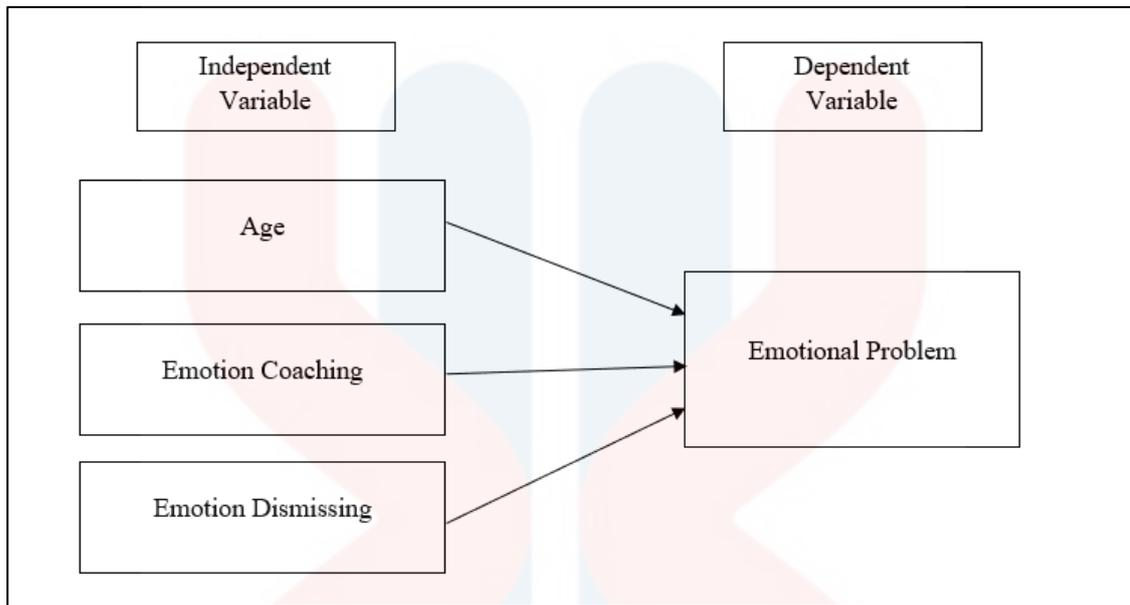 Independent
Variable
Dependent
Variable
Age
Emotion Coaching
Emotional Problem
Emotion Dismissing